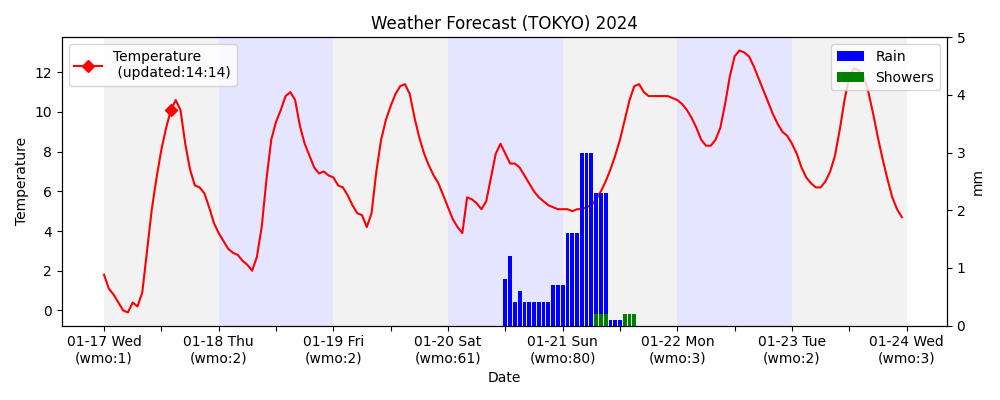 Weather Forecast (TOKYO) 2024
Temperature
(updated:14:14)
Rain
Showers
Temperature
12
10
8
6
4
2
0
5
4
3
2
1
0
mm
01-17 Wed
(wmo:1)
01-18 Thu
(wmo:2)
01-19 Fri
(wmo:2)
01-20 Sat
(wmo:61)
01-21 Sun
(wmo:80)
01-22 Mon
(wmo:3)
01-23 Tue
(wmo:2)
01-24 Wed
(wmo:3)
Date